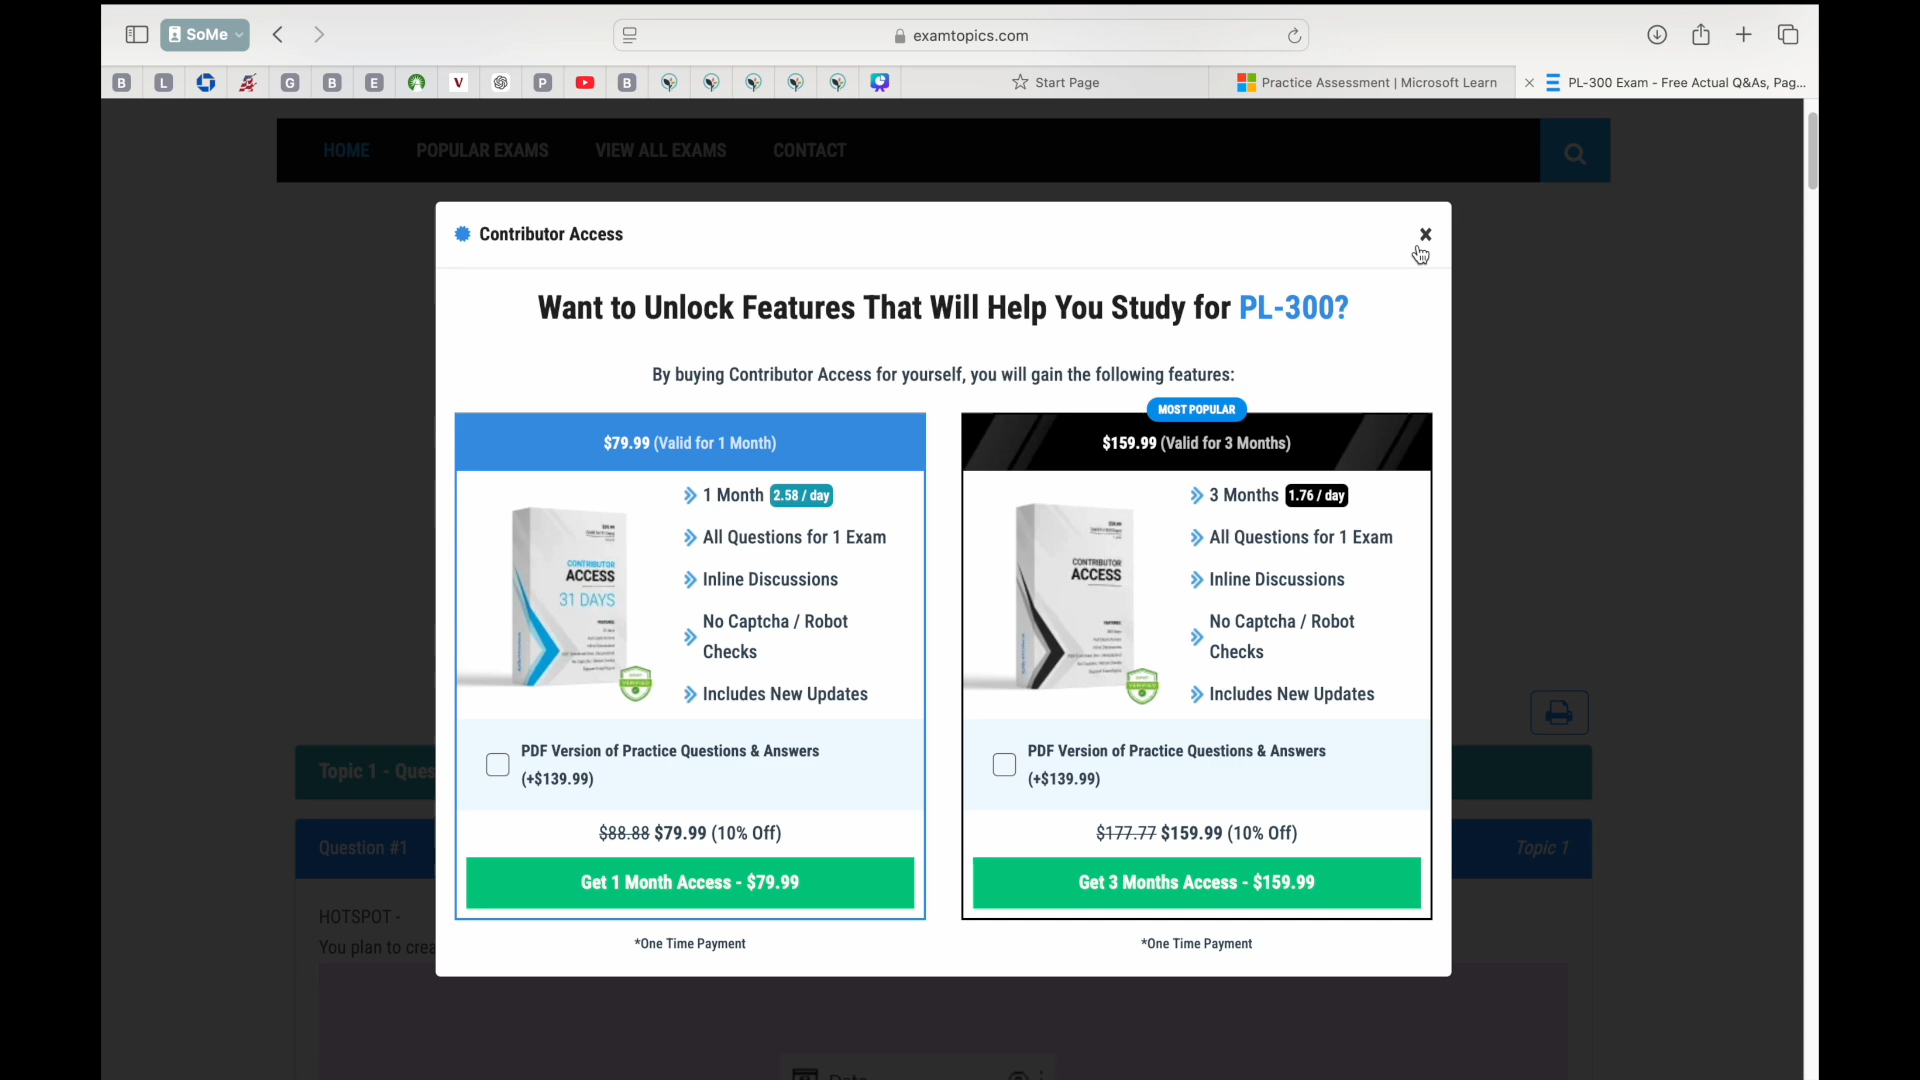 SoMe
examtopics.com
B
L
G
B
E
V
P
B
Start Page
Practice Assessment | Microsoft Learn
PL-300 Exam - Free Actual Q&As, Pag...
HOME
POPULAR EXAMS
VIEW ALL EXAMS
CONTACT
Contributor Access
×
Want to Unlock Features That Will Help You Study for PL-300?
By buying Contributor Access for yourself, you will gain the following features:
$79.99 (Valid for 1 Month)
1 Month 2.58 / day
All Questions for 1 Exam
Inline Discussions
No Captcha / Robot
Checks
Includes New Updates
CONTRIBUTOR
ACCESS
31 DAYS
PDF Version of Practice Questions & Answers
(+$139.99)
$88.88 $79.99 (10% Off)
Get 1 Month Access - $79.99
*One Time Payment
MOST POPULAR
$159.99 (Valid for 3 Months)
3 Months 1.76 / day
All Questions for 1 Exam
Inline Discussions
No Captcha / Robot
Checks
Includes New Updates
CONTRIBUTOR
ACCESS
PDF Version of Practice Questions & Answers
(+$139.99)
$177.77 $159.99 (10% Off)
Get 3 Months Access - $159.99
*One Time Payment
Topic 1 - Ques
Question #1
Topic 1
HOTSPOT -
You plan to crea